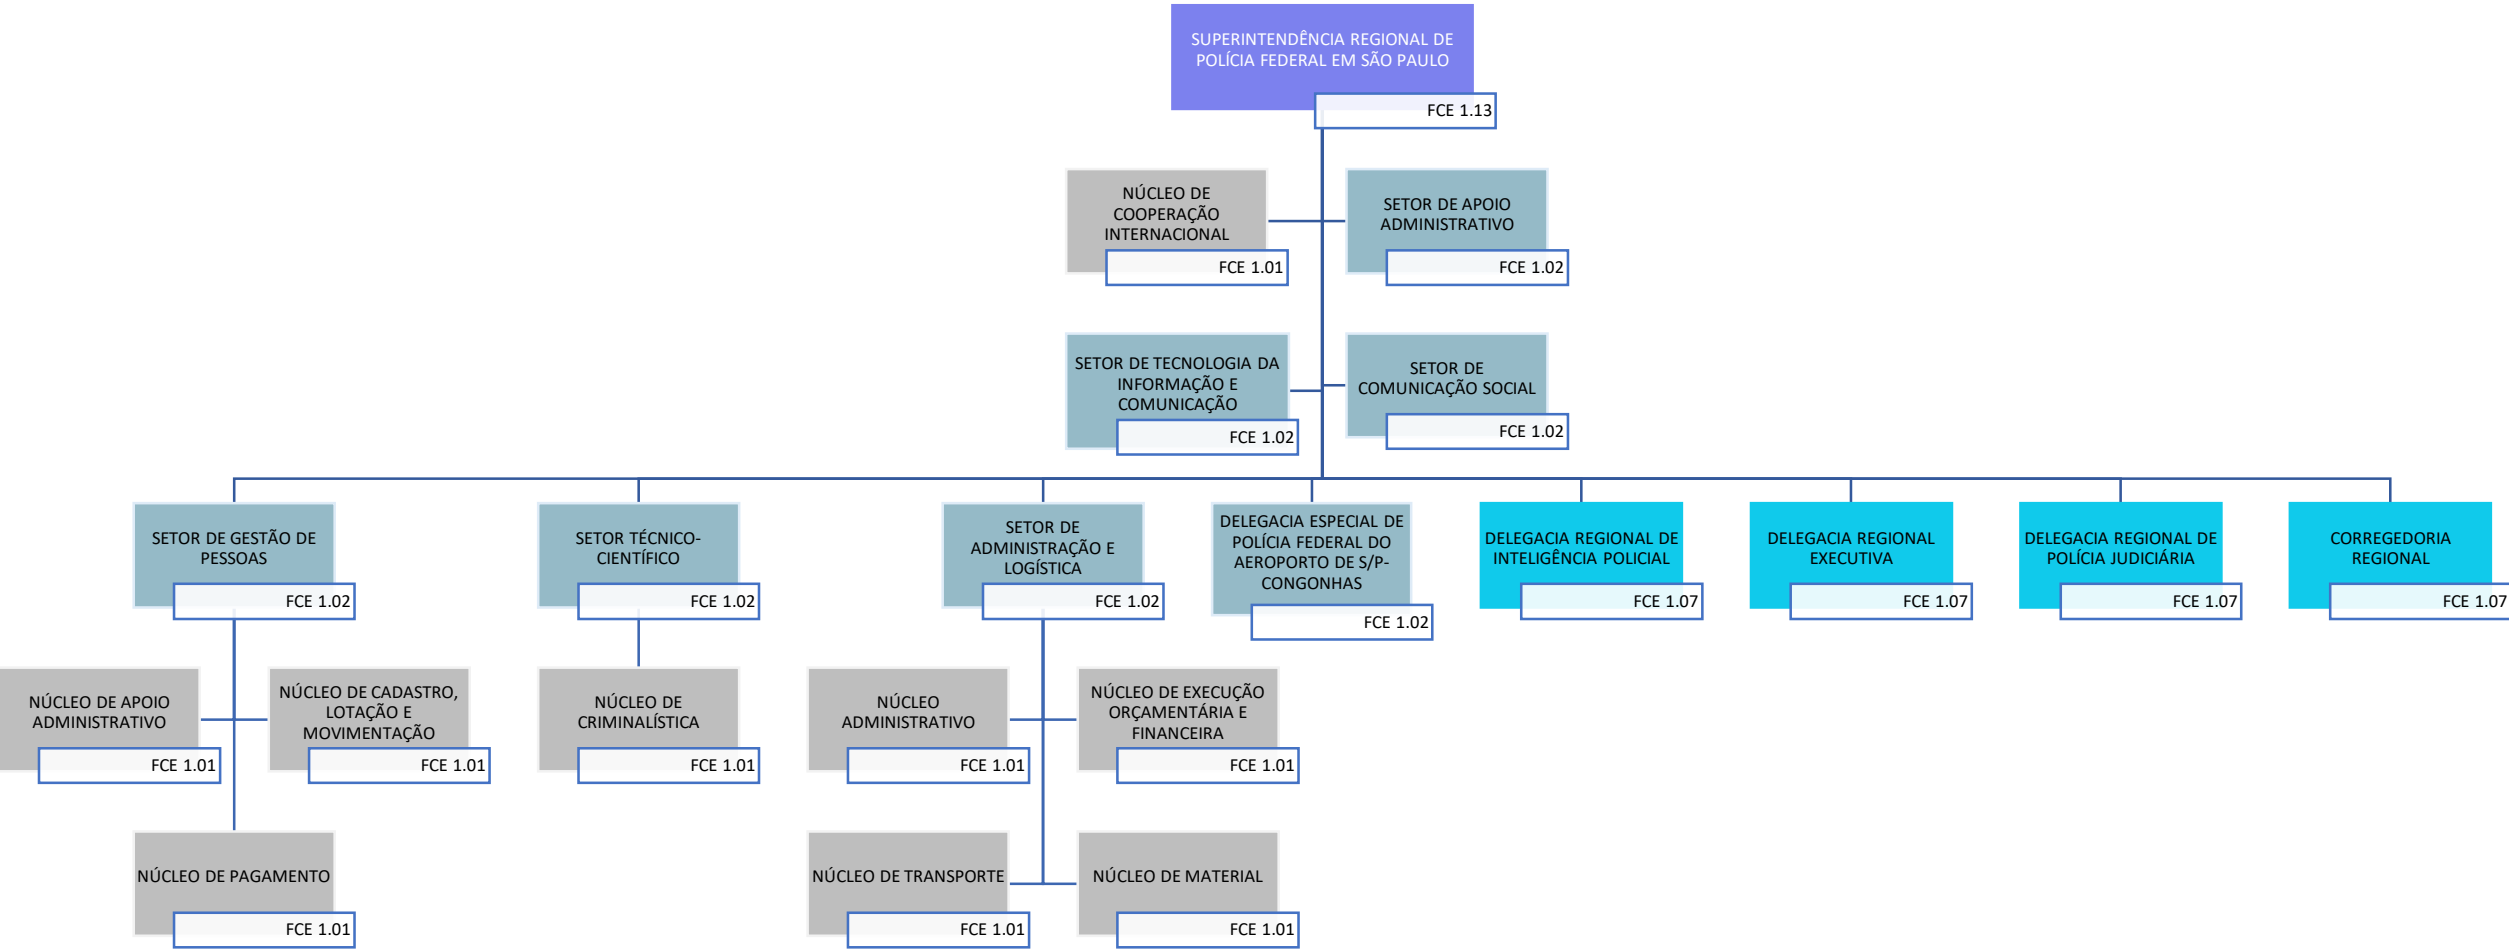 SUPERINTENDÊNCIA REGIONAL DE
POLÍCIA FEDERAL EM SÃO PAULO
FCE 1.13
NÚCLEO DE
COOPERAÇÃO
INTERNACIONAL
FCE 1.01
SETOR DE APOIO
ADMINISTRATIVO
FCE 1.02
SETOR DE TECNOLOGIA DA
INFORMAÇÃO E
COMUNICAÇÃO
FCE 1.02
SETOR DE
COMUNICAÇÃO SOCIAL
FCE 1.02
SETOR DE GESTÃO DE
PESSOAS
FCE 1.02
SETOR TÉCNICO-
CIENTÍFICO
FCE 1.02
SETOR DE
ADMINISTRAÇÃO E
LOGÍSTICA
FCE 1.02
DELEGACIA ESPECIAL DE
POLÍCIA FEDERAL DO
AEROPORTO DE S/P-
CONGONHAS
FCE 1.02
DELEGACIA REGIONAL DE
INTELIGÊNCIA POLICIAL
FCE 1.07
DELEGACIA REGIONAL
EXECUTIVA
FCE 1.07
DELEGACIA REGIONAL DE
POLÍCIA JUDICIÁRIA
FCE 1.07
CORREGEDORIA
REGIONAL
FCE 1.07
NÚCLEO DE APOIO
ADMINISTRATIVO
FCE 1.01
NÚCLEO DE CADASTRO,
LOTAÇÃO E
MOVIMENTAÇÃO
FCE 1.01
NÚCLEO DE
CRIMINALÍSTICA
FCE 1.01
NÚCLEO
ADMINISTRATIVO
FCE 1.01
NÚCLEO DE EXECUÇÃO
ORÇAMENTÁRIA E
FINANCEIRA
FCE 1.01
NÚCLEO DE PAGAMENTO
FCE 1.01
NÚCLEO DE TRANSPORTE
FCE 1.01
NÚCLEO DE MATERIAL
FCE 1.01